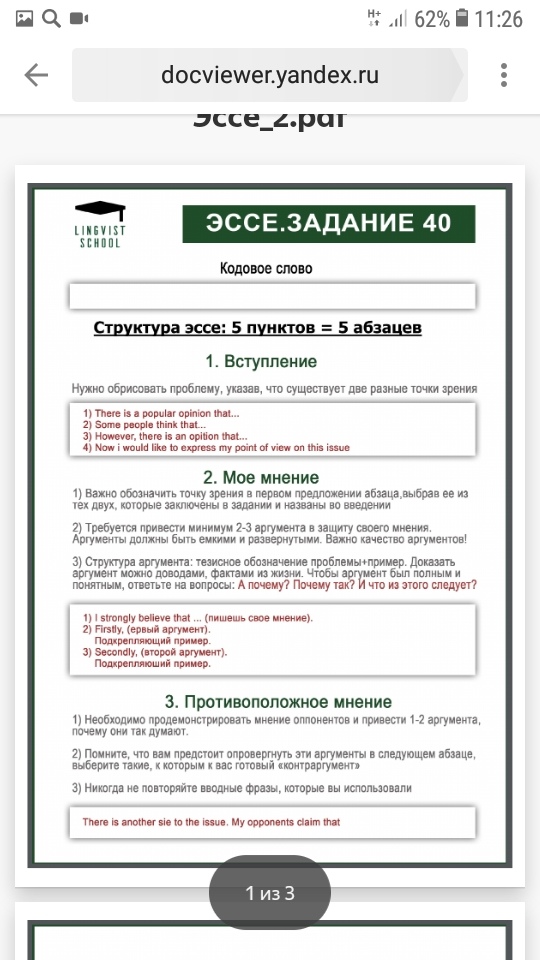 H+ 62% 11:26
docviewer.yandex.ru
Эссе_2.pdf
LINGVIST
SCHOOL
ЭССЕ.ЗАДАНИЕ 40
Кодовое слово
Структура эссе: 5 пунктов = 5 абзацев
1. Вступление
Нужно обрисовать проблему, указав, что существует две разные точки зрения
1) There is a popular opinion that...
2) Some people think that...
3) However, there is an opition that...
4) Now i would like to express my point of view on this issue
2. Мое мнение
1) Важно обозначить точку зрения в первом предложении абзаца,выбрав ее из
тех двух, которые заключены в задании и названы во введении
2) Требуется привести минимум 2-3 аргумента в защиту своего мнения.
Аргументы должны быть емкими и развернутыми. Важно качество аргументов!
3) Структура аргумента: тезисное обозначение проблемы+пример. Доказать
аргумент можно доводами, фактами из жизни. Чтобы аргумент был полным и
понятным, ответьте на вопросы: А почему? Почему так? И что из этого следует?
1) I strongly believe that ... (пишешь свое мнение).
2) Firstly, (ервый аргумент).
Подкрепляющий пример.
3) Secondly, (второй аргумент).
Подкрепляюший пример.
3. Противоположное мнение
1) Необходимо продемонстрировать мнение оппонентов и привести 1-2 аргумента,
почему они так думают.
2) Помните, что вам предстоит опровергнуть эти аргументы в следующем абзаце,
выберите такие, к которым к вас готовый «контраргумент»
3) Никогда не повторяйте вводные фразы, которые вы использовали
There is another sie to the issue. My opponents claim that
1 из 3